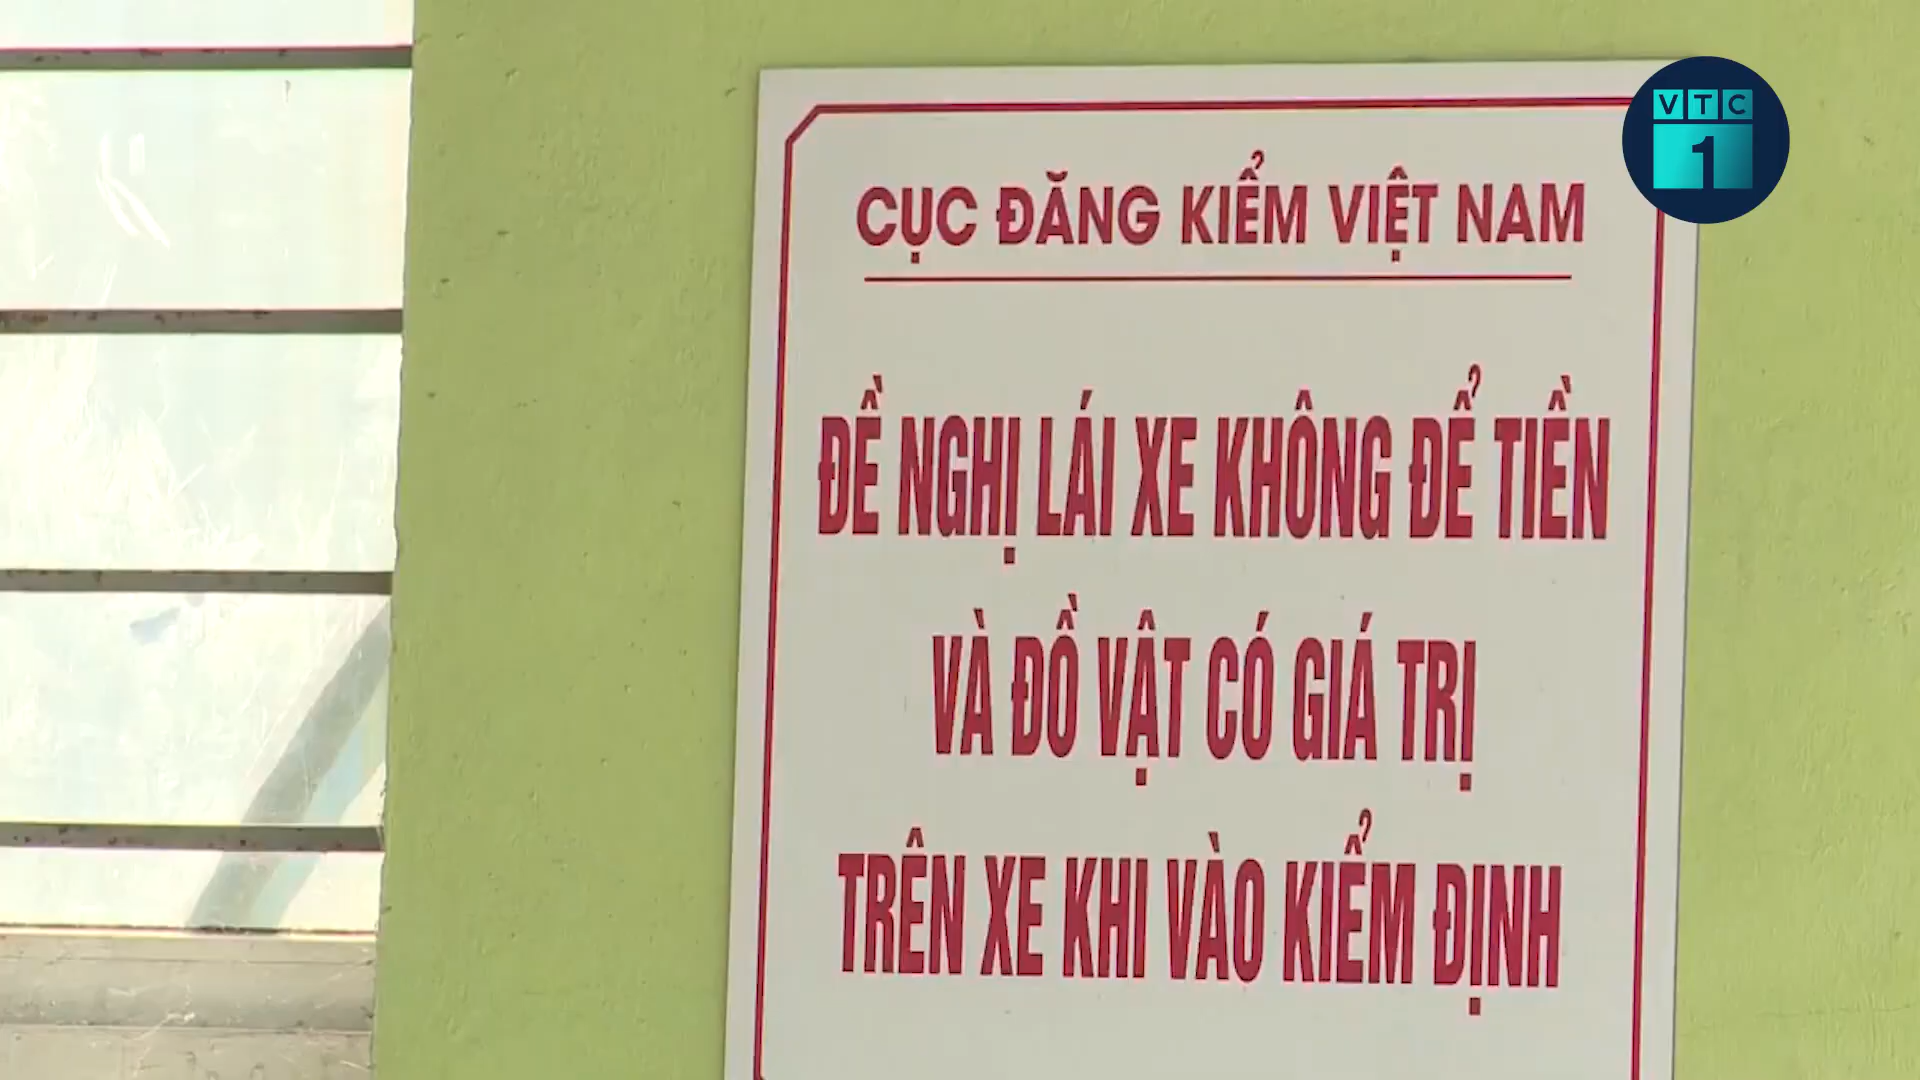 VTC
1
CỤC ĐĂNG KIỂM VIỆT NAM
ĐỀ NGHỊ LÁI XE KHÔNG ĐỂ TIỀN
VÀ ĐỒ VẬT CÓ GIÁ TRỊ
TRÊN XE KHI VÀO KIỂM ĐỊNH